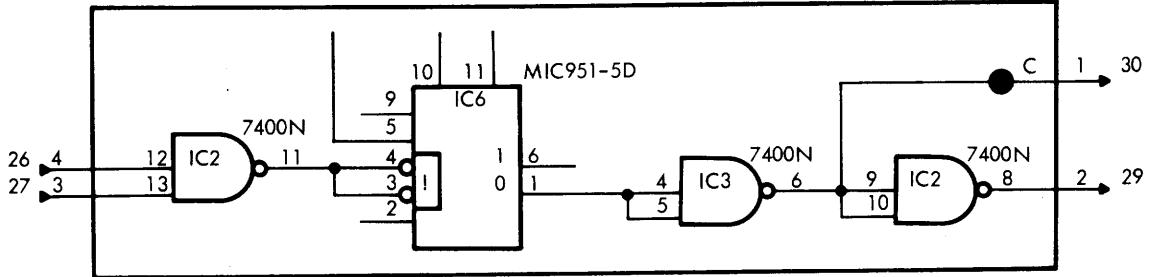 10 11 MIC951-5D
IC6
C 1 30
9
5
7400N
26 4 12 IC2 11 4 1 6
27 3 13 3 ! 0 1
2
7400N
4 IC3 6
5
7400N
9 IC2 8 2 29
10